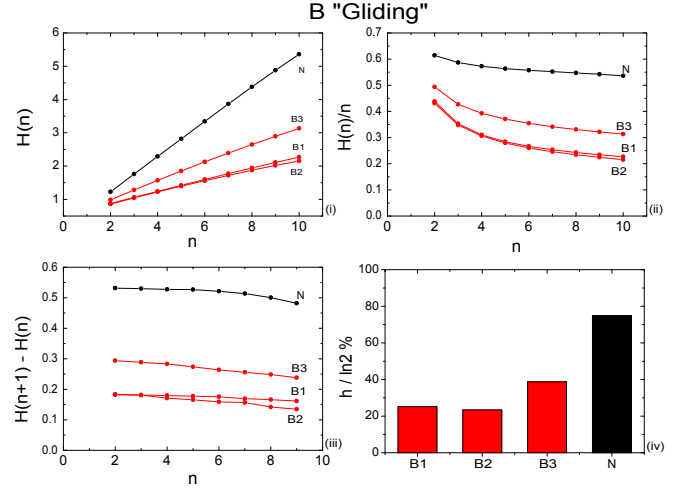 B "Gliding"
H(n)
6
5
4
3
2
1
0 2 4 6 8 10
n
N
B3
B1
B2
(i)
H(n)/n
0.7
0.6
0.5
0.4
0.3
0.2
0.1
0.0
0 2 4 6 8 10
n
N
B3
B1
B2
(ii)
H(n+1) - H(n)
0.6
0.5
0.4
0.3
0.2
0.1
0.0
0 2 4 6 8 10
n
N
B3
B1
B2
(iii)
h / ln2 %
100
80
60
40
20
0
B1 B2 B3 N
(iv)